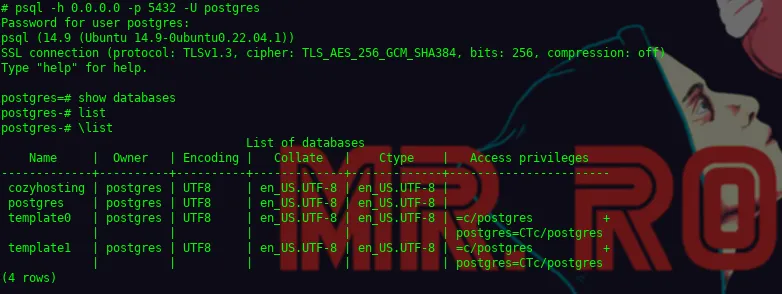 # psql -h 0.0.0.0 -p 5432 -U postgres
Password for user postgres:
psql (14.9 (Ubuntu 14.9-0ubuntu0.22.04.1))
SSL connection (protocol: TLSv1.3, cipher: TLS_AES_256_GCM_SHA384, bits: 256, compression: off)
Type "help" for help.

postgres=# show databases
postgres-# list
postgres-# \list
                                   List of databases
    Name     |  Owner   | Encoding |   Collate   |    Ctype    |   Access privileges
-------------+----------+----------+-------------+-------------+-----------------------
 cozyhosting | postgres | UTF8     | en_US.UTF-8 | en_US.UTF-8 |
 postgres    | postgres | UTF8     | en_US.UTF-8 | en_US.UTF-8 |
 template0   | postgres | UTF8     | en_US.UTF-8 | en_US.UTF-8 | =c/postgres          +
             |          |          |             |             | postgres=CTc/postgres
 template1   | postgres | UTF8     | en_US.UTF-8 | en_US.UTF-8 | =c/postgres          +
             |          |          |             |             | postgres=CTc/postgres
(4 rows)
MR. RO